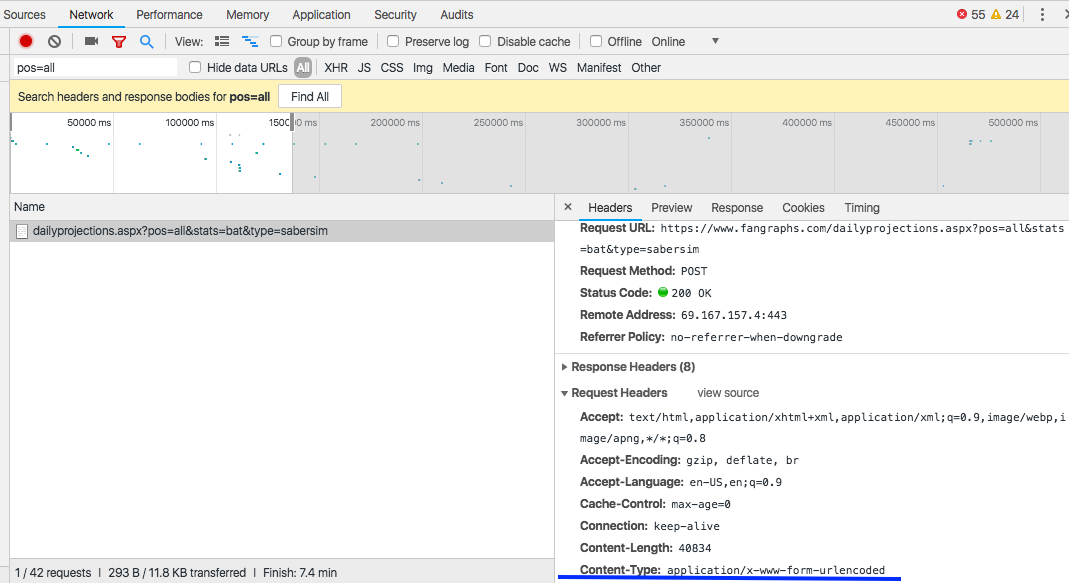 Sources Network Performance Memory Application Security Audits 55 24
View: Group by frame Preserve log Disable cache Offline Online
pos=all Hide data URLs All XHR JS CSS Img Media Font Doc WS Manifest Other
Search headers and response bodies for pos=all Find All
50000 ms 100000 ms 150000 ms 200000 ms 250000 ms 300000 ms 350000 ms 400000 ms 450000 ms 500000 ms
Name
dailyprojections.aspx?pos=all&stats=bat&type=sabersim
1 / 42 requests | 293 B / 11.8 KB transferred | Finish: 7.4 min
× Headers Preview Response Cookies Timing
Request URL: https://www.fangraphs.com/dailyprojections.aspx?pos=all&stats
=bat&type=sabersim
Request Method: POST
Status Code: 200 OK
Remote Address: 69.167.157.4:443
Referrer Policy: no-referrer-when-downgrade
Response Headers (8)
Request Headers view source
Accept: text/html,application/xhtml+xml,application/xml;q=0.9,image/webp,i
mage/apng,*/*;q=0.8
Accept-Encoding: gzip, deflate, br
Accept-Language: en-US,en;q=0.9
Cache-Control: max-age=0
Connection: keep-alive
Content-Length: 40834
Content-Type: application/x-www-form-urlencoded